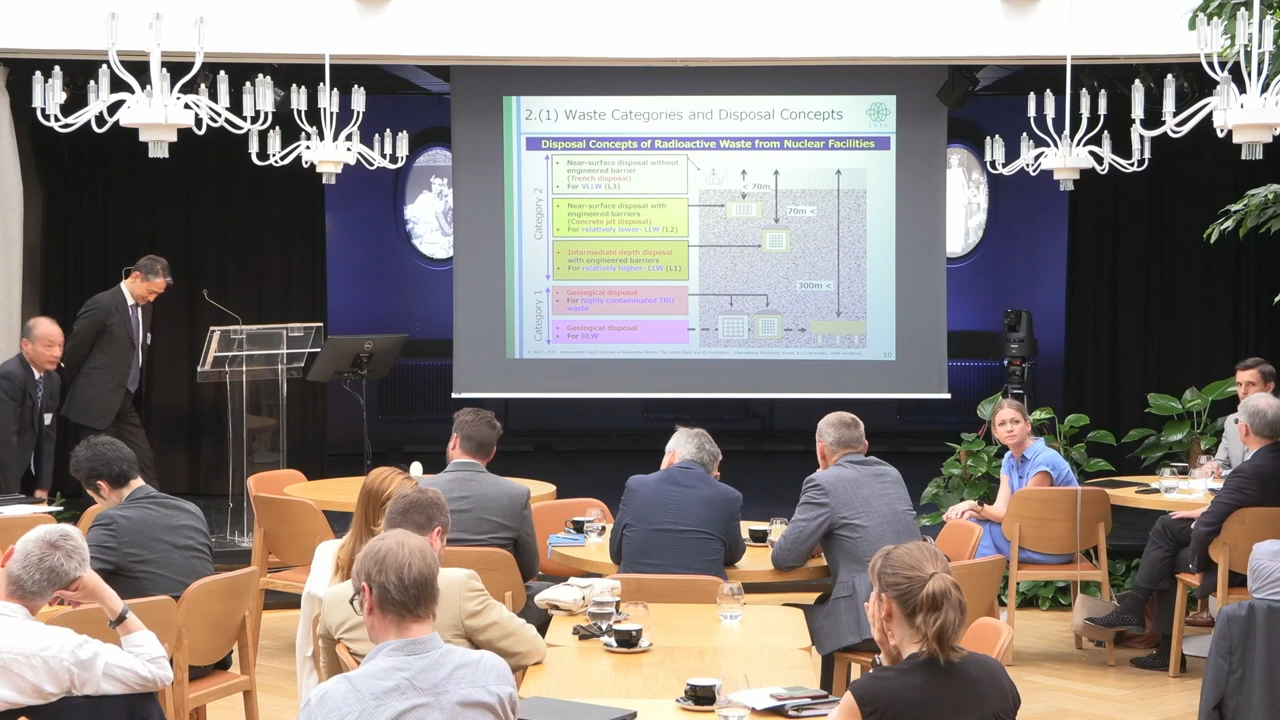 2.(1) Waste Categories and Disposal Concepts
Disposal Concepts of Radioactive Waste from Nuclear Facilities
Category 2
• Near-surface disposal without
engineered barrier
(Trench disposal)
• For VLLW (L3)
• Near-surface disposal with
engineered barriers
(Concrete pit disposal)
• For relatively lower- LLW (L2)
• Intermediate depth disposal
with engineered barriers
• For relatively higher- LLW (L1)
Category 1
• Geological disposal
• For highly contaminated TRU
waste
• Geological disposal
• For HLW
< 70m
70m <
300m <
10
DELL